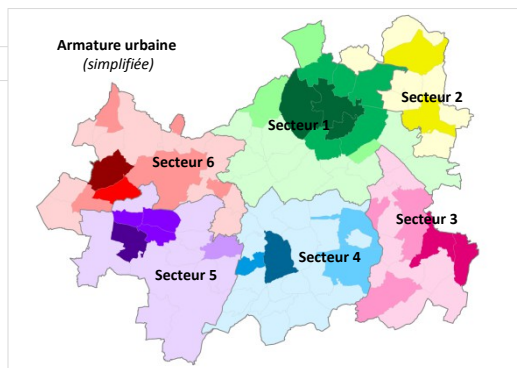 Armature urbaine
(simplifiée)
Secteur 2
Secteur 1
Secteur 6
Secteur 3
Secteur 4
Secteur 5